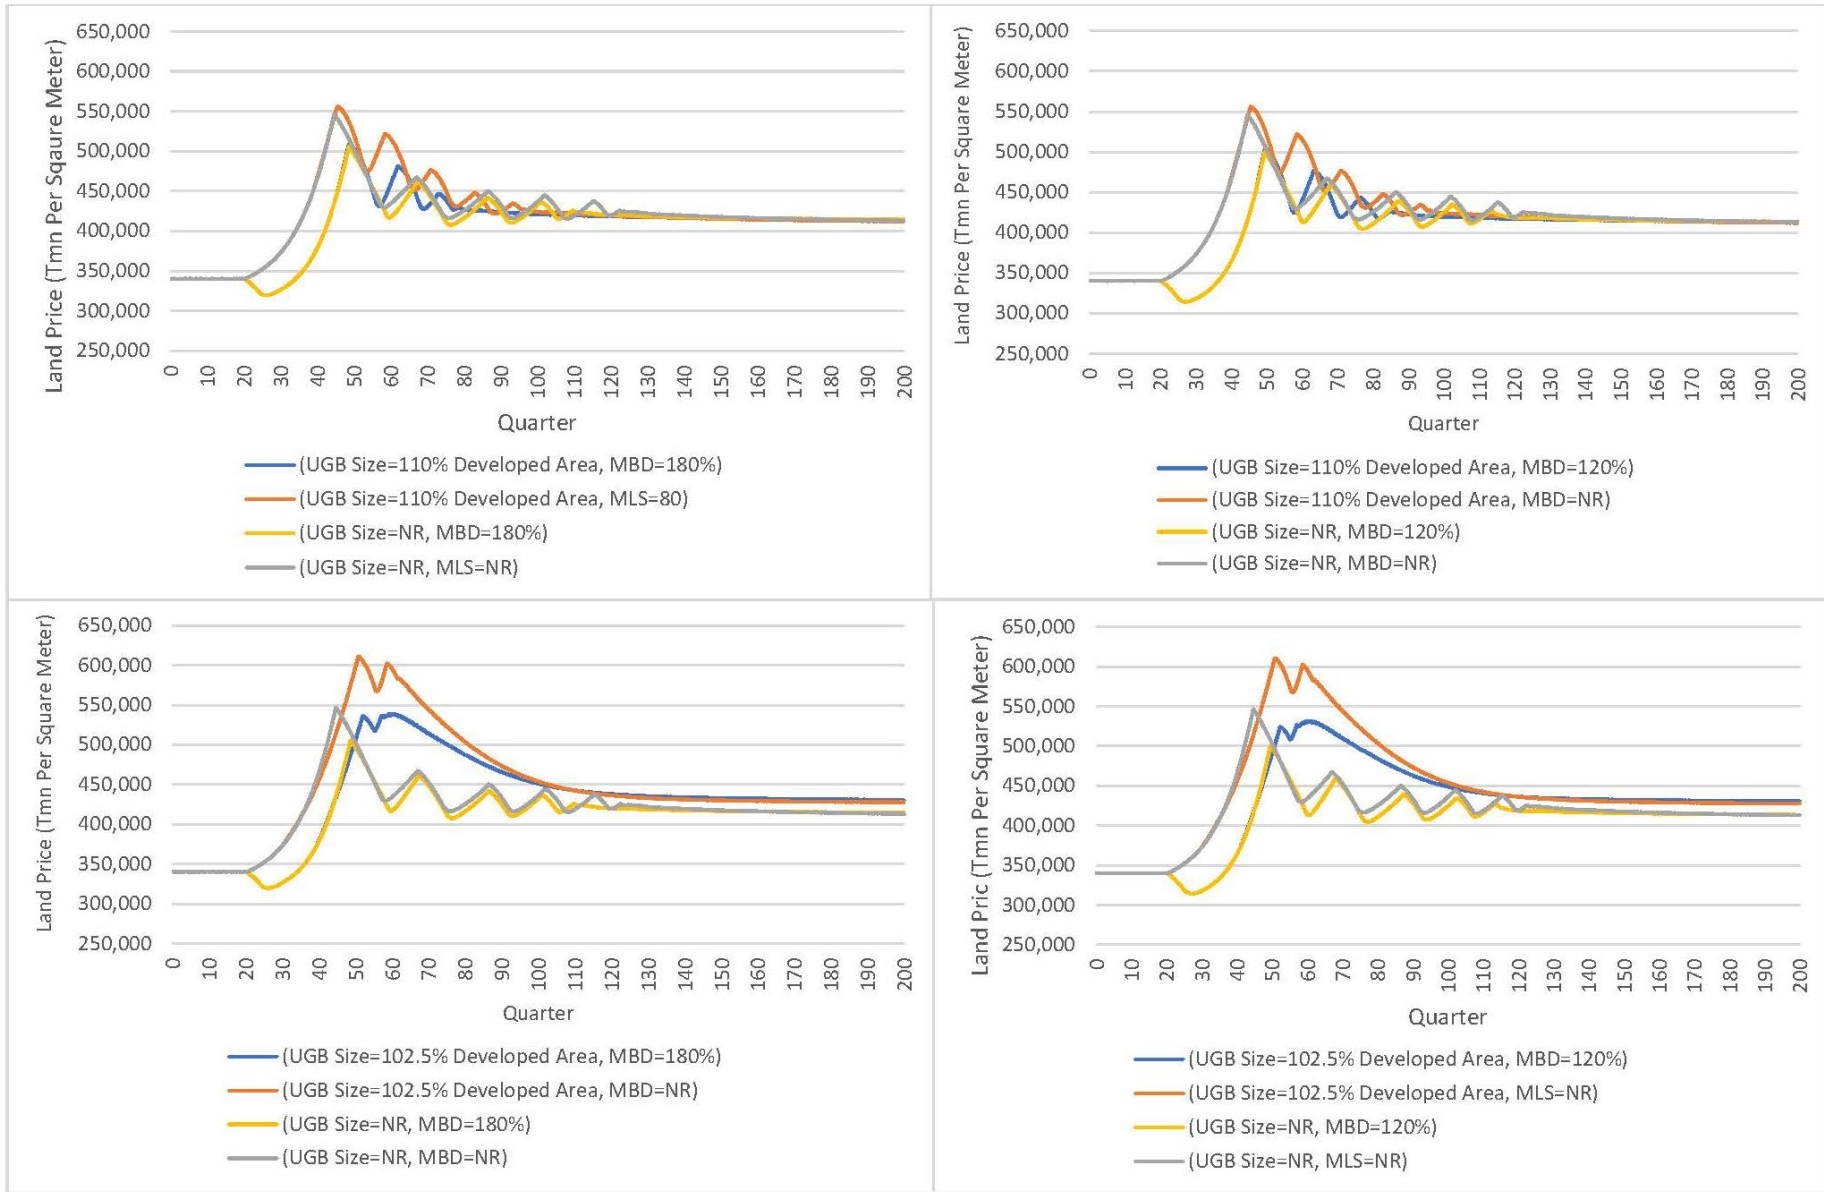 Land Price (Tmn Per Sqaure Meter)
650,000
600,000
550,000
500,000
450,000
400,000
350,000
300,000
250,000
0 10 20 30 40 50 60 70 80 90 100 110 120 130 140 150 160 170 180 190 200
Quarter
(UGB Size=110% Developed Area, MBD=180%)
(UGB Size=110% Developed Area, MLS=80)
(UGB Size=NR, MBD=180%)
(UGB Size=NR, MLS=NR)
Land Price (Tmn Per Square Meter)
650,000
600,000
550,000
500,000
450,000
400,000
350,000
300,000
250,000
0 10 20 30 40 50 60 70 80 90 100 110 120 130 140 150 160 170 180 190 200
Quarter
(UGB Size=110% Developed Area, MBD=120%)
(UGB Size=110% Developed Area, MBD=NR)
(UGB Size=NR, MBD=120%)
(UGB Size=NR, MBD=NR)
Land Price (Tmn Per Square Meter)
650,000
600,000
550,000
500,000
450,000
400,000
350,000
300,000
250,000
0 10 20 30 40 50 60 70 80 90 100 110 120 130 140 150 160 170 180 190 200
Quarter
(UGB Size=102.5% Developed Area, MBD=180%)
(UGB Size=102.5% Developed Area, MBD=NR)
(UGB Size=NR, MBD=180%)
(UGB Size=NR, MBD=NR)
Land Pric (Tmn Per Square Meter)
650,000
600,000
550,000
500,000
450,000
400,000
350,000
300,000
250,000
0 10 20 30 40 50 60 70 80 90 100 110 120 130 140 150 160 170 180 190 200
Quarter
(UGB Size=102.5% Developed Area, MBD=120%)
(UGB Size=102.5% Developed Area, MLS=NR)
(UGB Size=NR, MBD=120%)
(UGB Size=NR, MLS=NR)